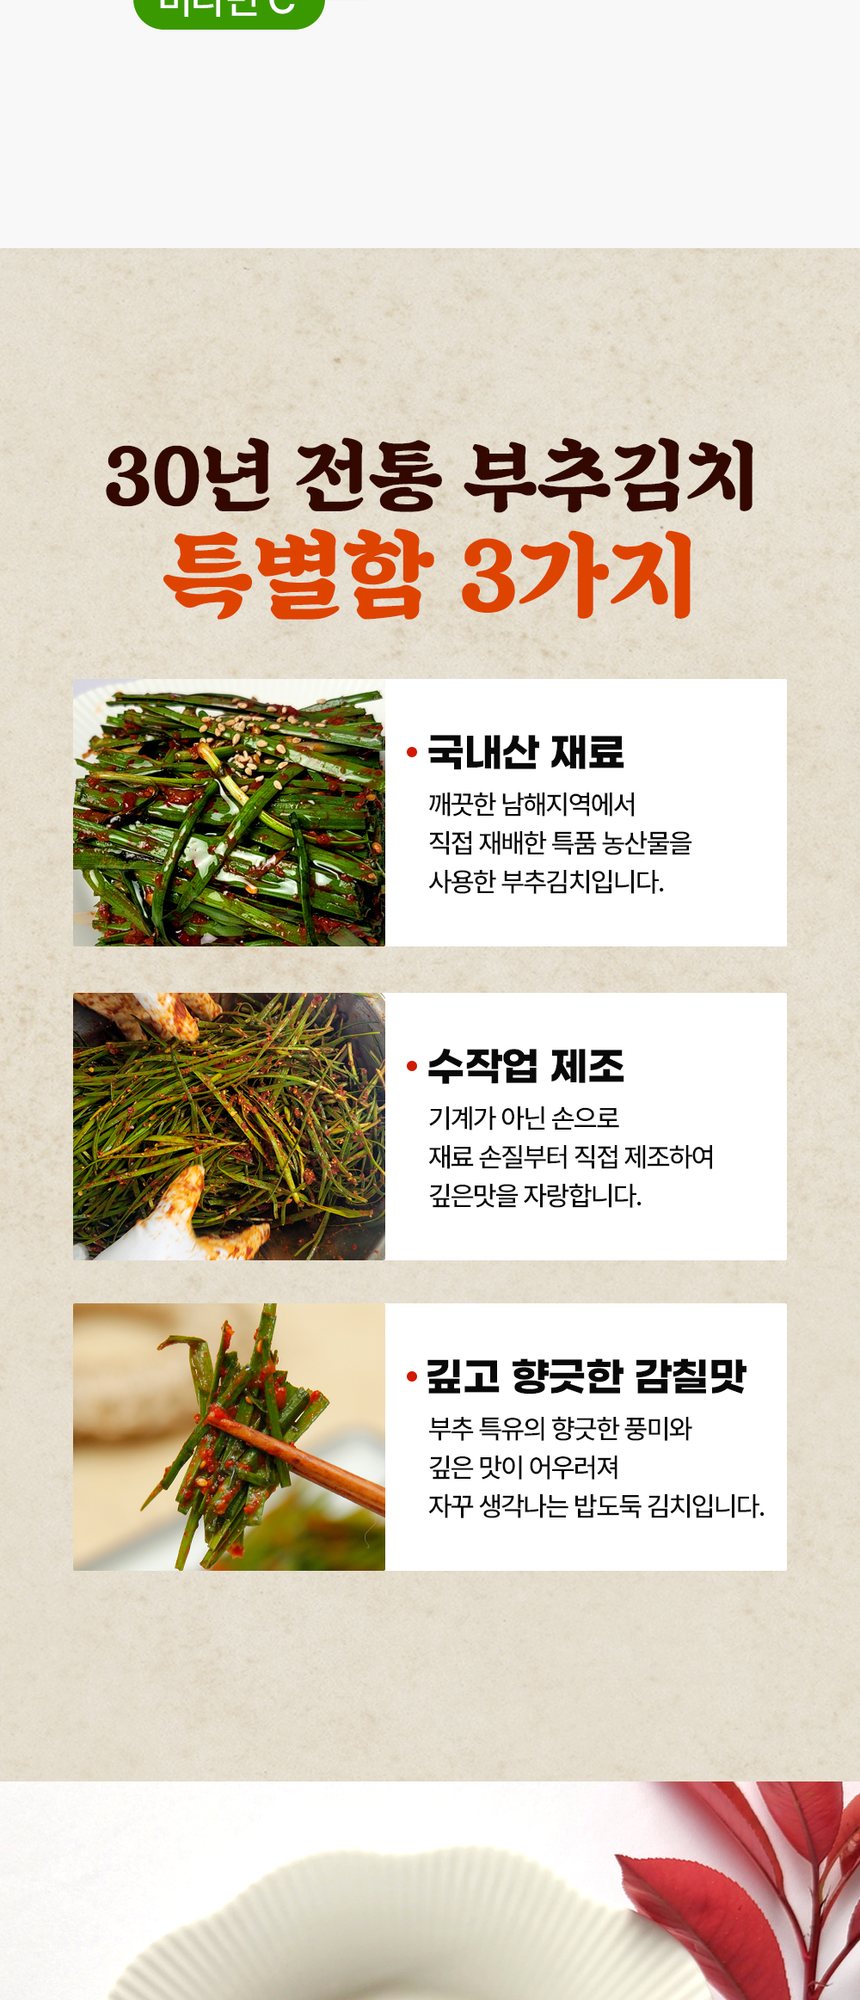 비타민 C
30년 전통 부추김치
특별함 3가지
• 국내산 재료
깨끗한 남해지역에서
직접 재배한 특품 농산물을
사용한 부추김치입니다.
• 수작업 제조
기계가 아닌 손으로
재료 손질부터 직접 제조하여
깊은맛을 자랑합니다.
• 깊고 향긋한 감칠맛
부추 특유의 향긋한 풍미와
깊은 맛이 어우러져
자꾸 생각나는 밥도둑 김치입니다.